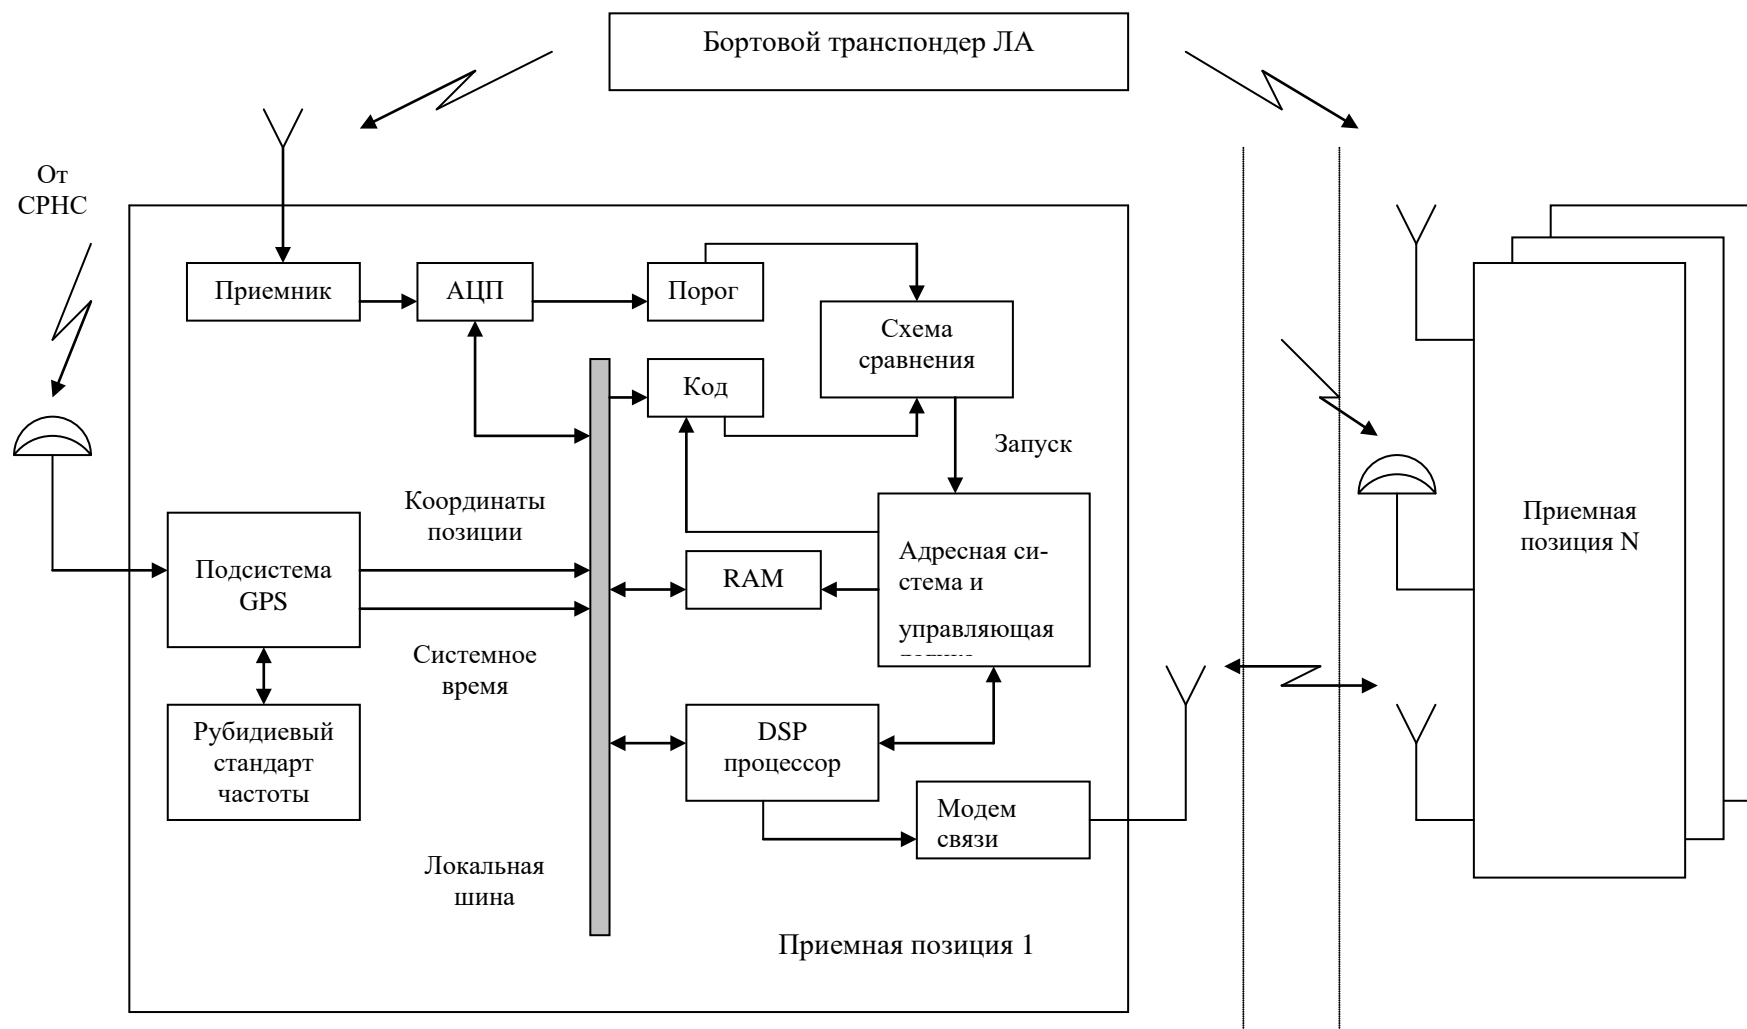 Бортовой транспондер ЛА
От
СРНС
Приемник
АЦП
Порог
Схема
сравнения
Код
Запуск
Координаты
позиции
Подсистема
GPS
RAM
Адресная си-
стема и
управляющая
Приемная
позиция N
Системное
время
Рубидиевый
стандарт
частоты
DSP
процессор
Модем
связи
Локальная
шина
Приемная позиция 1